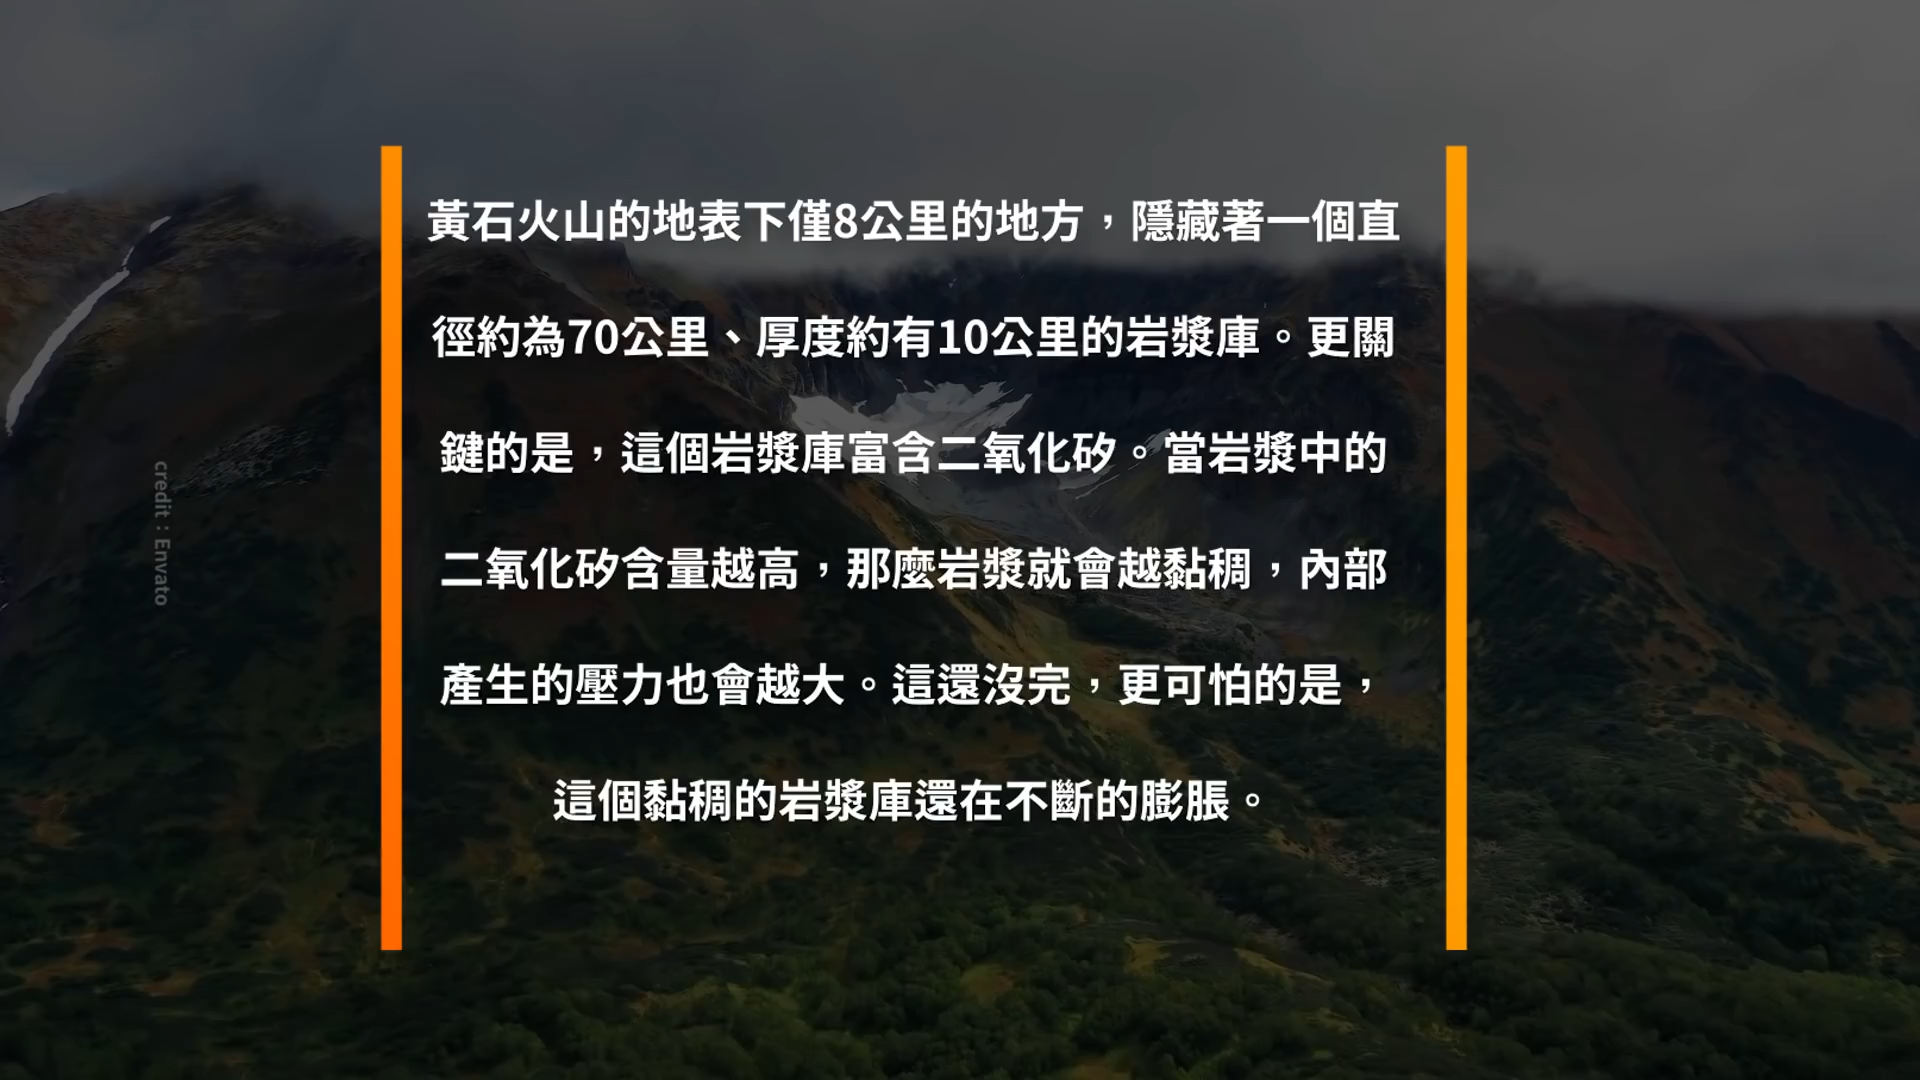 黃石火山的地表下僅8公里的地方，隱藏著一個直
徑約為70公里、厚度約有10公里的岩漿庫。更關
鍵的是，這個岩漿庫富含二氧化矽。當岩漿中的
二氧化矽含量越高，那麼岩漿就會越黏稠，內部
產生的壓力也會越大。這還沒完，更可怕的是，
這個黏稠的岩漿庫還在不斷的膨脹。
credit：Envato